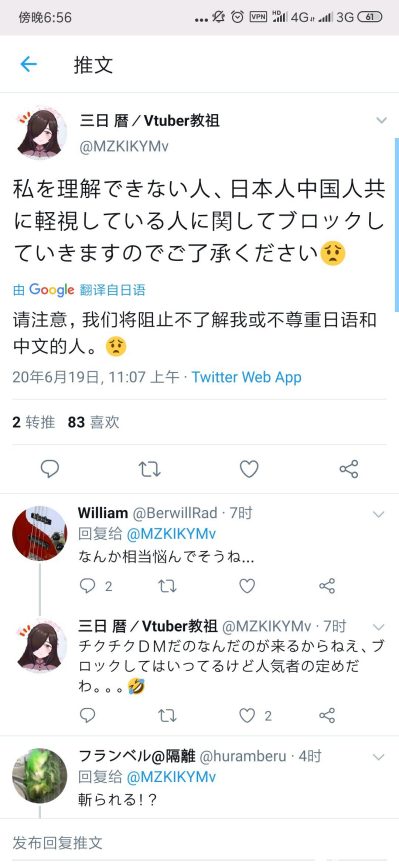 傍晚6:56
VPN HD 4G 3G 61
推文
三日 暦／Vtuber教祖
@MZKIKYMv
私を理解できない人、日本人中国人共
に軽視している人に関してブロックし
ていきますのでご了承ください😟
由 Google 翻译自日语
请注意，我们将阻止不了解我或不尊重日语和
中文的人。😟
20年6月19日, 11:07 上午 · Twitter Web App
2 转推 83 喜欢
William @BerwillRad · 7时
回复给 @MZKIKYMv
なんか相当悩んでそうね...
2
三日 暦／Vtuber教祖 @MZKIKYMv · 7时
チクチクDMだのなんだのが来るからねえ、ブ
ロックしてはいってるけど人気者の定めだ
わ。。。🤣
2
フランベル@隔離 @huramberu · 4时
回复给 @MZKIKYMv
斬られる！？
发布回复推文